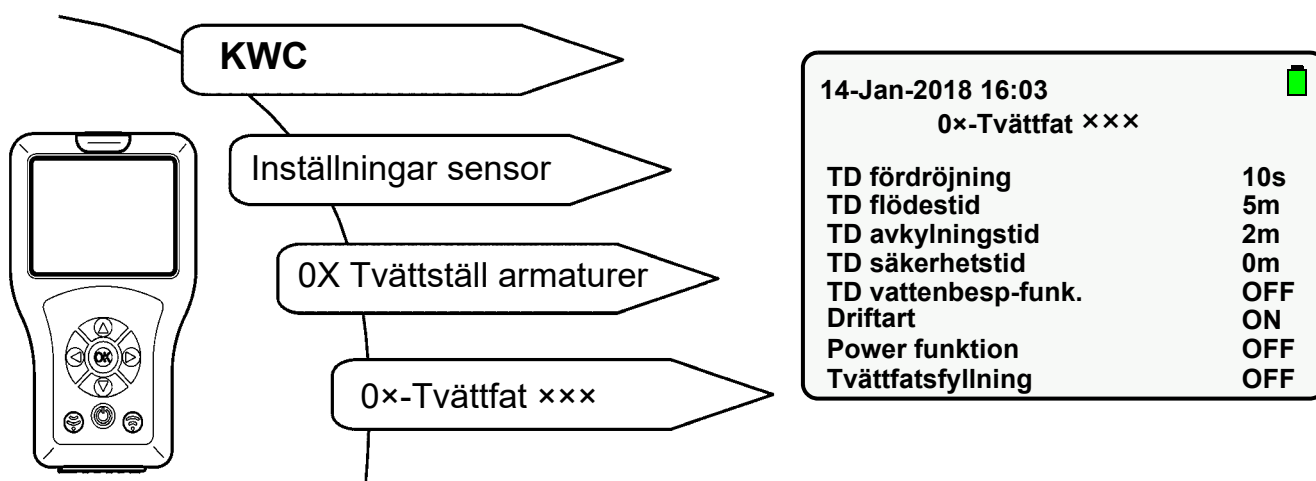 KWC
Inställningar sensor
0X Tvättställ armaturer
0×-Tvättfat ×××
OK
14-Jan-2018 16:03
0×-Tvättfat ×××
TD fördröjning 10s
TD flödestid 5m
TD avkylningstid 2m
TD säkerhetstid 0m
TD vattenbesp-funk. OFF
Driftart ON
Power funktion OFF
Tvättfatsfyllning OFF